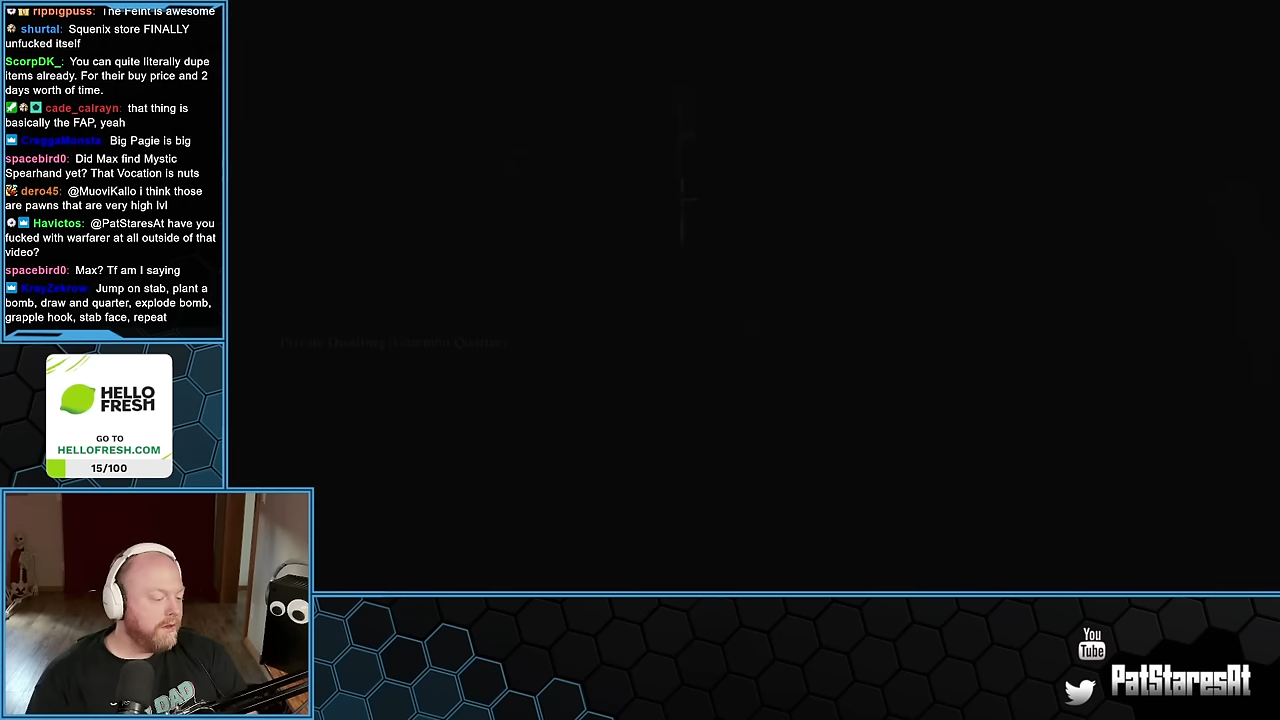 ripbigpuss: The Feint is awesome
shurtal: Squenix store FINALLY
unfucked itself
ScorpDK_: You can quite literally dupe
items already. For their buy price and 2
days worth of time.
cade_calrayn: that thing is
basically the FAP, yeah
CreggaMonsta: Big Pagie is big
spacebird0: Did Max find Mystic
Spearhand yet? That Vocation is nuts
dero45: @MuoviKallo i think those
are pawns that are very high lvl
Havictos: @PatStaresAt have you
fucked with warfarer at all outside of that
video?
spacebird0: Max? Tf am I saying
Jump on stab, plant a
bomb, draw and quarter, explode bomb,
grapple hook, stab face, repeat
HELLO
FRESH
GO TO
HELLOFRESH.COM
15/100
DAD
You
Tube
PatStaresAt